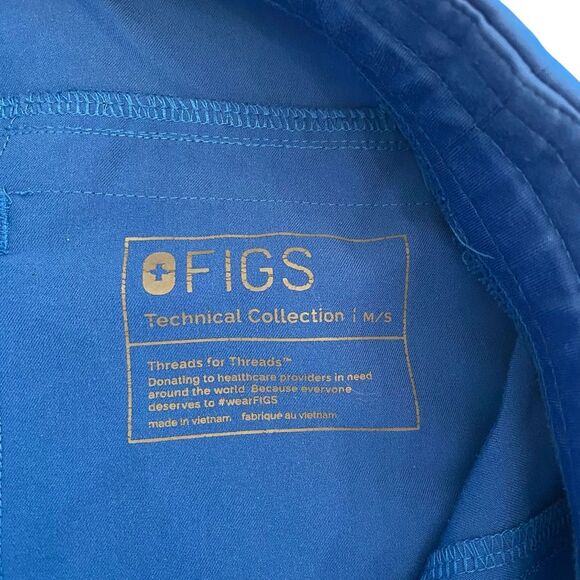 FIGS
Technical Collection | M/S
Threads for Threads™
Donating to healthcare providers in need
around the world. Because everyone
deserves to #wearFIGS
made in vietnam. fabriqué au vietnam.